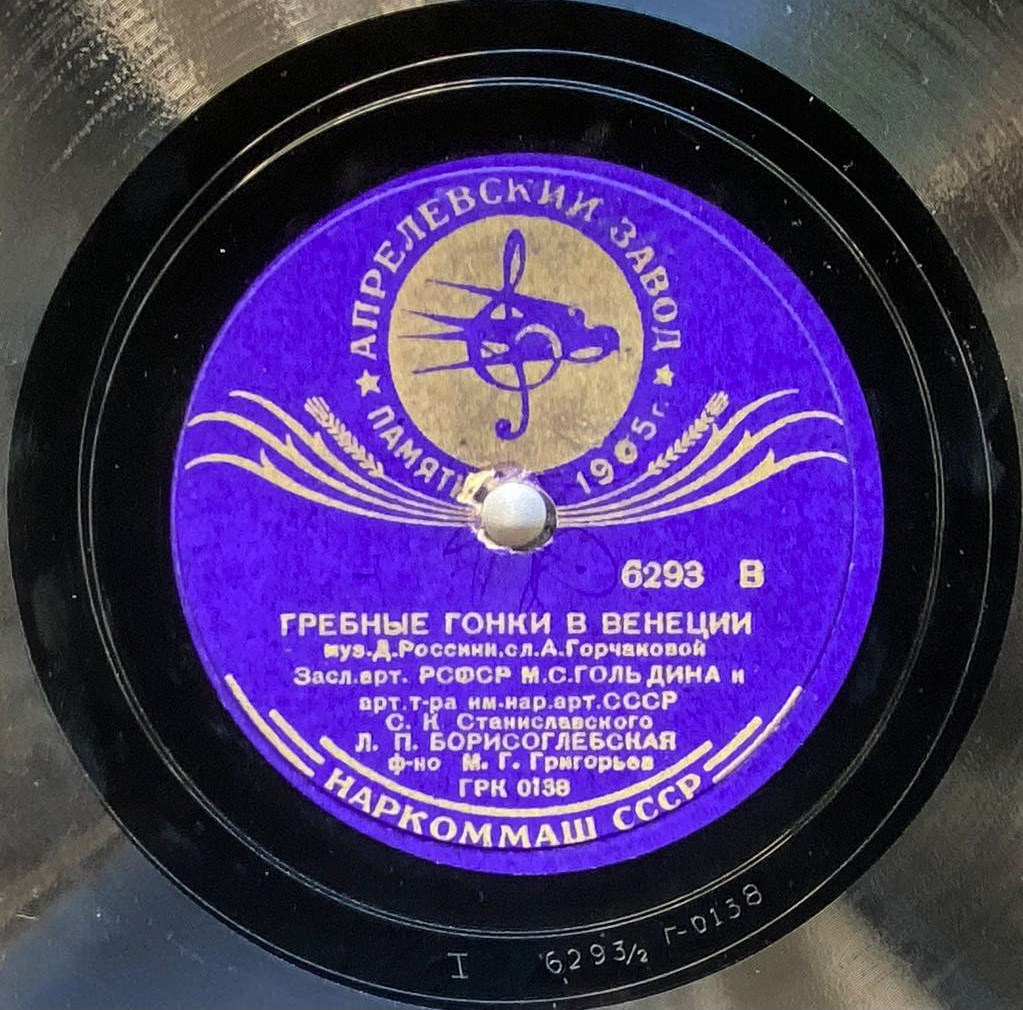 АПРЕЛЕВСКИЙ ЗАВОД
ПАМЯТИ 1905 г.
6293 В
ГРЕБНЫЕ ГОНКИ В ВЕНЕЦИИ
муз.Д.Россини,сл.А.Горчаковой
Засл.арт. РСФСР М.С.ГОЛЬДИНА и
арт.т-ра им.нар.арт.СССР
С. К Станиславского
Л. П. БОРИСОГЛЕБСКАЯ
ф-но М. Г. Григорьев
ГРК 0138
НАРКОММАШ СССР
I 6293/2 Г-0138